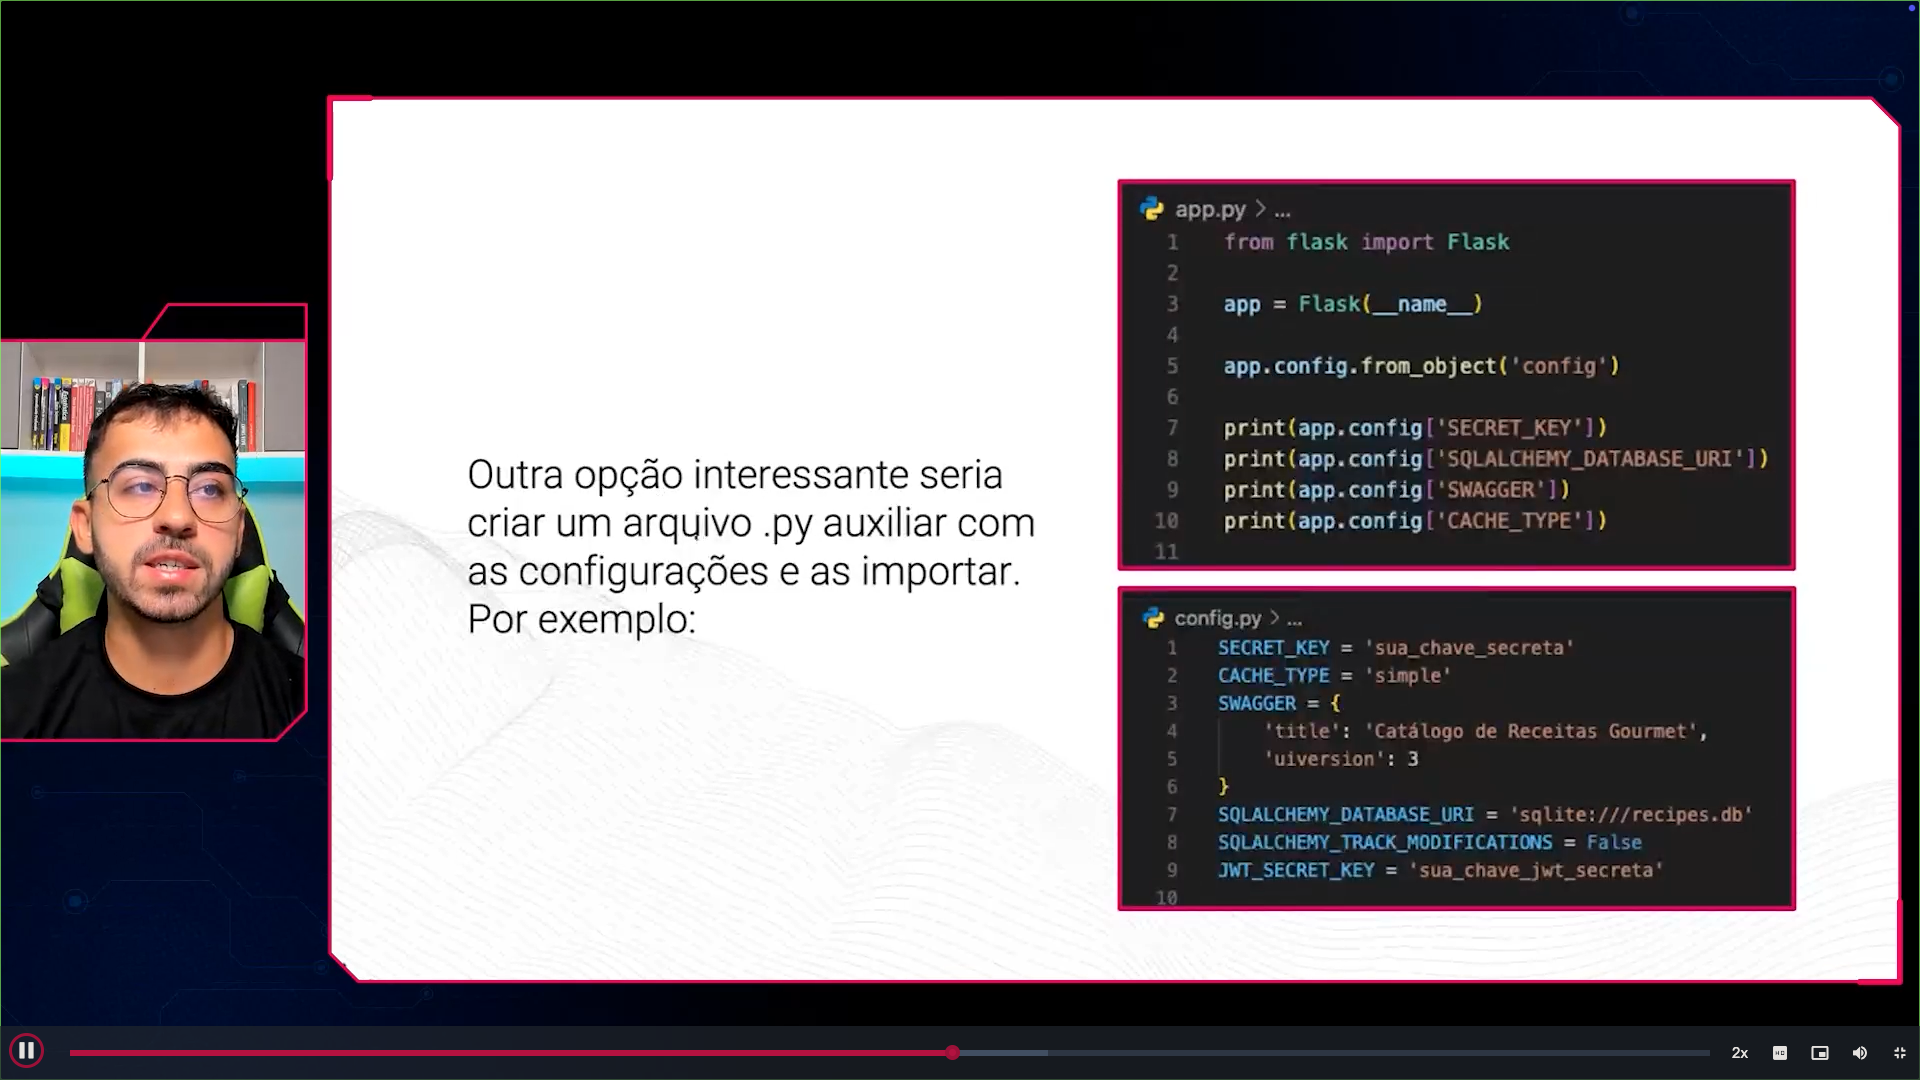 Outra opção interessante seria
criar um arquivo .py auxiliar com
as configurações e as importar.
Por exemplo:
app.py > ...
1 from flask import Flask
2
3 app = Flask(__name__)
4
5 app.config.from_object('config')
6
7 print(app.config['SECRET_KEY'])
8 print(app.config['SQLALCHEMY_DATABASE_URI'])
9 print(app.config['SWAGGER'])
10 print(app.config['CACHE_TYPE'])
11
config.py > ...
1 SECRET_KEY = 'sua_chave_secreta'
2 CACHE_TYPE = 'simple'
3 SWAGGER = {
4 'title': 'Catálogo de Receitas Gourmet',
5 'uiversion': 3
6 }
7 SQLALCHEMY_DATABASE_URI = 'sqlite:///recipes.db'
8 SQLALCHEMY_TRACK_MODIFICATIONS = False
9 JWT_SECRET_KEY = 'sua_chave_jwt_secreta'
10
2x